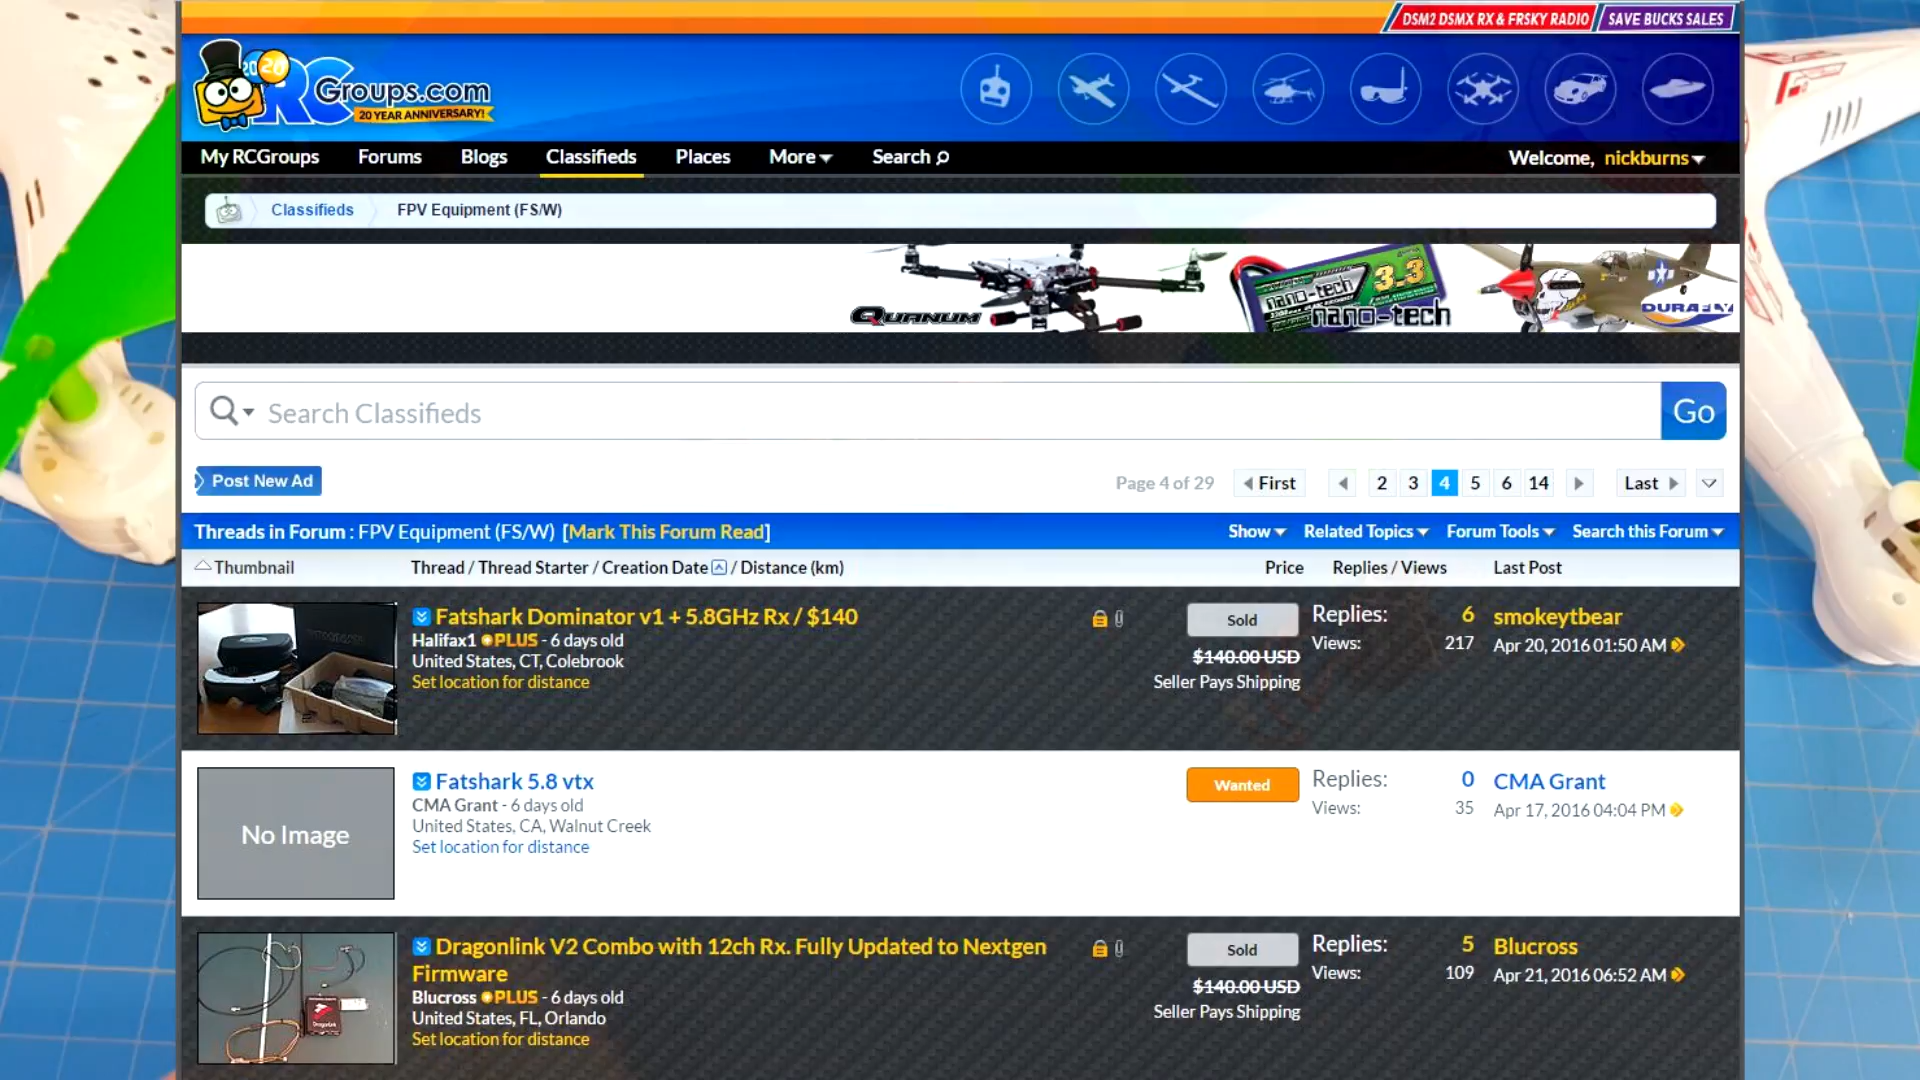 DSM2 DSMX RX & FRSKY RADIO
SAVE BUCKS SALES
2020
RCGroups.com
20 YEAR ANNIVERSARY!
My RCGroups Forums Blogs Classifieds Places More Search
Welcome, nickburns
Classifieds FPV Equipment (FS/W)
QUANUM
nano-tech 3.3
nano-tech
DURAFLY
Search Classifieds
Go
Post New Ad
Page 4 of 29 First 2 3 4 5 6 14 Last
Threads in Forum : FPV Equipment (FS/W) [Mark This Forum Read]
Show Related Topics Forum Tools Search this Forum
Thumbnail Thread / Thread Starter / Creation Date / Distance (km) Price Replies / Views Last Post
Fatshark Dominator v1 + 5.8GHz Rx / $140
Halifax1 PLUS - 6 days old
United States, CT, Colebrook
Set location for distance
Sold
$140.00 USD
Seller Pays Shipping
Replies: 6
Views: 217
smokeytbear
Apr 20, 2016 01:50 AM
No Image
Fatshark 5.8 vtx
CMA Grant - 6 days old
United States, CA, Walnut Creek
Set location for distance
Wanted
Replies: 0
Views: 35
CMA Grant
Apr 17, 2016 04:04 PM
Dragonlink V2 Combo with 12ch Rx. Fully Updated to Nextgen
Firmware
Blucross PLUS - 6 days old
United States, FL, Orlando
Set location for distance
Sold
$140.00 USD
Seller Pays Shipping
Replies: 5
Views: 109
Blucross
Apr 21, 2016 06:52 AM